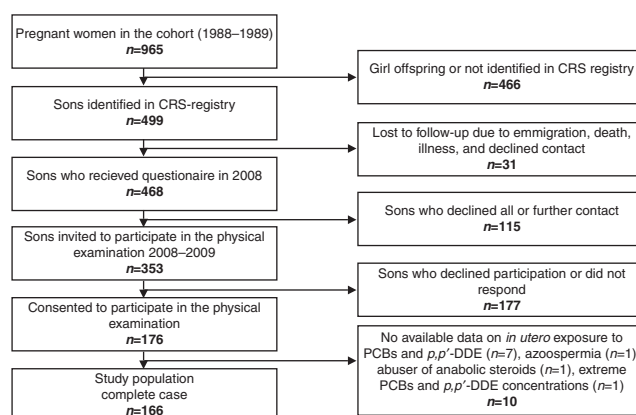 Pregnant women in the cohort (1988–1989)
n=965
Girl offspring or not identified in CRS registry
n=466
Sons identified in CRS-registry
n=499
Lost to follow-up due to emmigration, death,
illness, and declined contact
n=31
Sons who recieved questionaire in 2008
n=468
Sons who declined all or further contact
n=115
Sons invited to participate in the physical
examination 2008–2009
n=353
Sons who declined participation or did not
respond
n=177
Consented to participate in the physical
examination
n=176
No available data on in utero exposure to
PCBs and p,p′-DDE (n=7), azoospermia (n=1)
abuser of anabolic steroids (n=1), extreme
PCBs and p,p′-DDE concentrations (n=1)
n=10
Study population
complete case
n=166